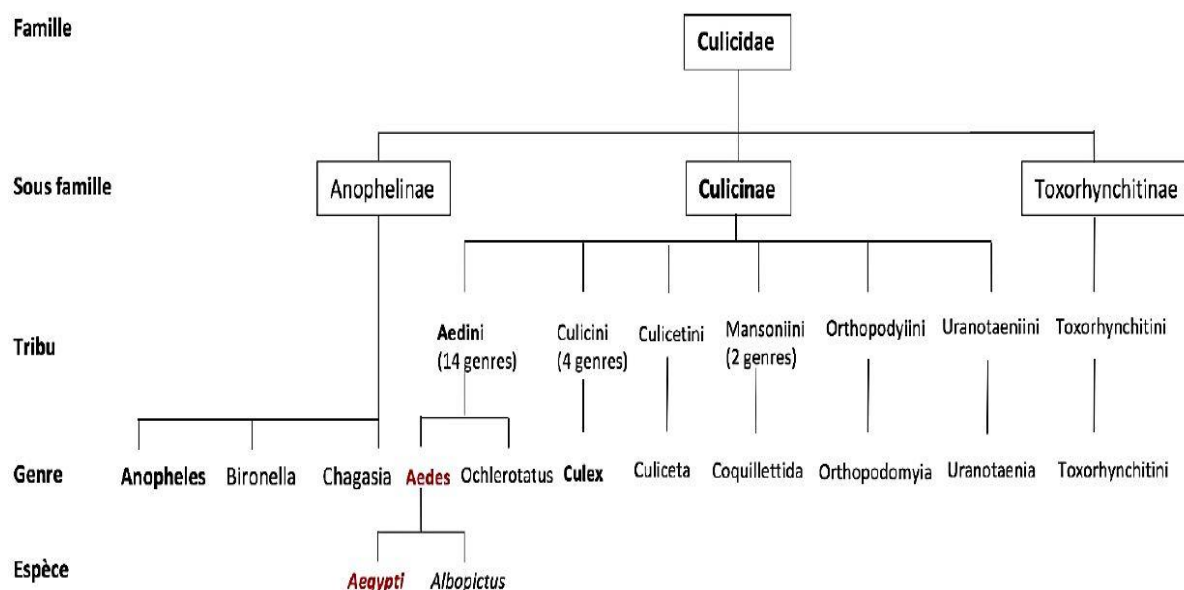 Famille
Culicidae
Sous famille
Anophelinae
Culicinae
Toxorhynchitinae
Tribu
Aedini
(14 genres)
Culicini
(4 genres)
Culicetini
Mansoniini
(2 genres)
Orthopodyiini
Uranotaeniini
Toxorhynchitini
Genre
Anopheles
Bironella
Chagasia
Aedes
Ochlerotatus
Culex
Culiceta
Coquillettida
Orthopodomyia
Uranotaenia
Toxorhynchitini
Espèce
Aegypti
Albopictus